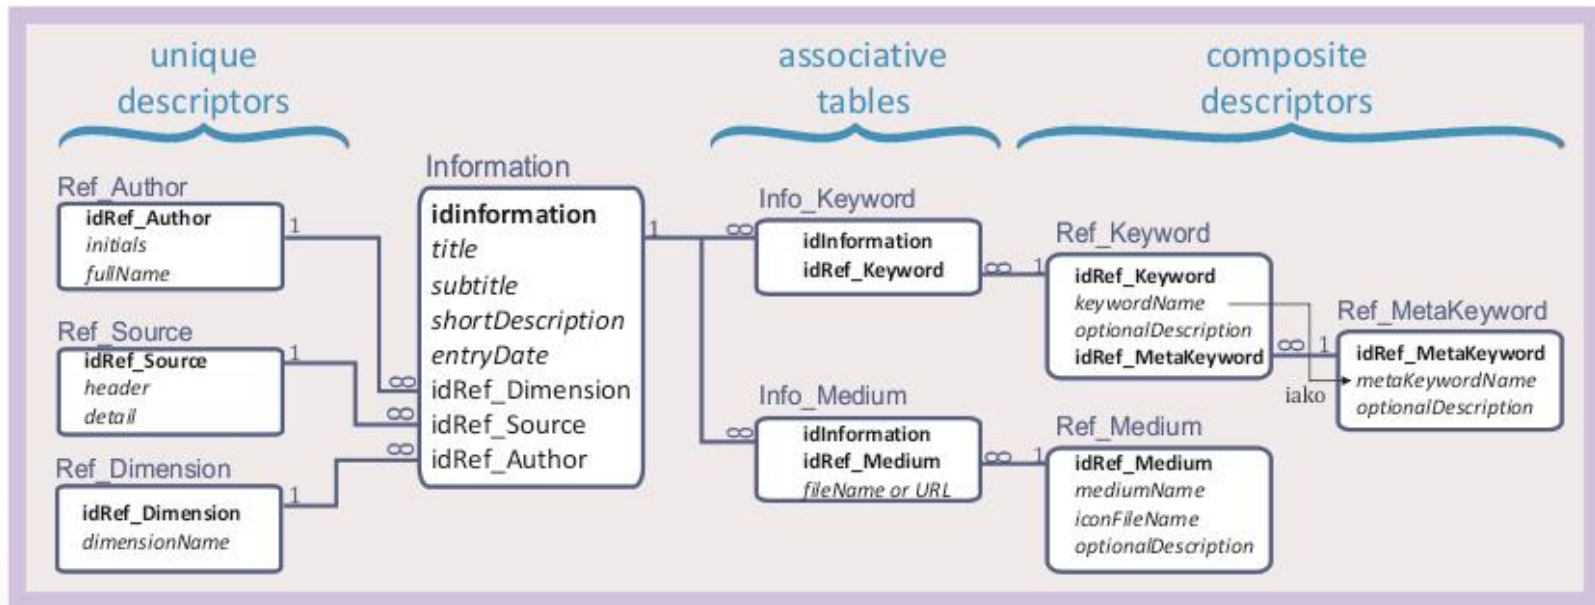 unique
descriptors
associative
tables
composite
descriptors
Ref_Author
idRef_Author
initials
fullName
1
Ref_Source
idRef_Source
header
detail
1
Ref_Dimension
idRef_Dimension
dimensionName
1
Information
idinformation
title
subtitle
shortDescription
entryDate
idRef_Dimension
idRef_Source
idRef_Author
∞
∞
∞
1
Info_Keyword
∞
idInformation
idRef_Keyword
∞
1
Info_Medium
∞
idInformation
idRef_Medium
fileName or URL
∞
1
Ref_Keyword
idRef_Keyword
keywordName
optionalDescription
idRef_MetaKeyword
∞
1
iako
Ref_MetaKeyword
idRef_MetaKeyword
metaKeywordName
optionalDescription
Ref_Medium
idRef_Medium
mediumName
iconFileName
optionalDescription